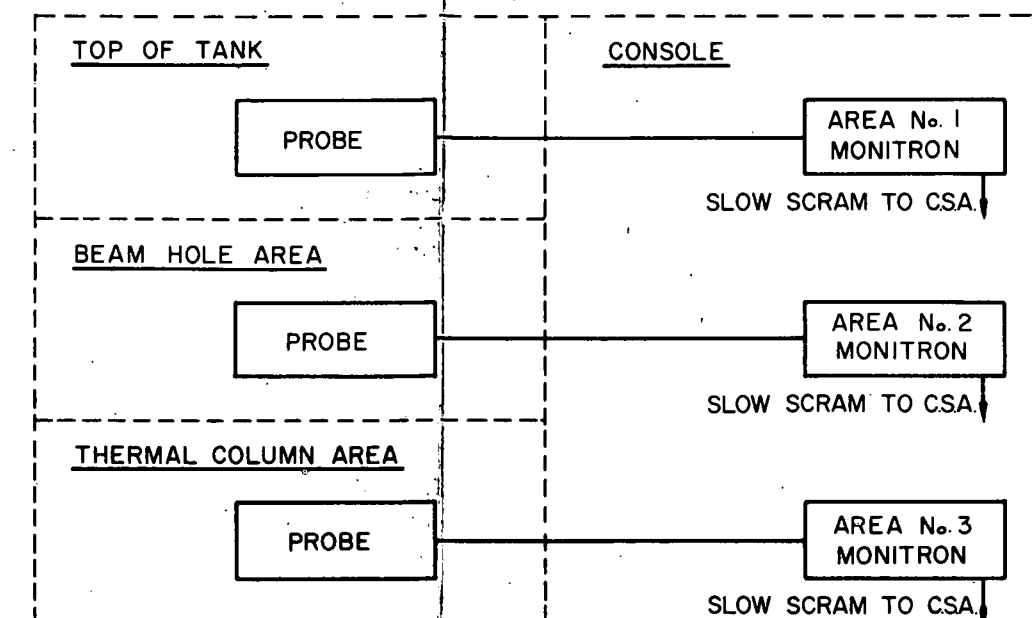 TOP OF TANK
CONSOLE
PROBE
AREA No. 1
MONITRON
SLOW SCRAM TO C.S.A.
BEAM HOLE AREA
PROBE
AREA No. 2
MONITRON
SLOW SCRAM TO C.S.A.
THERMAL COLUMN AREA
PROBE
AREA No. 3
MONITRON
SLOW SCRAM TO C.S.A.